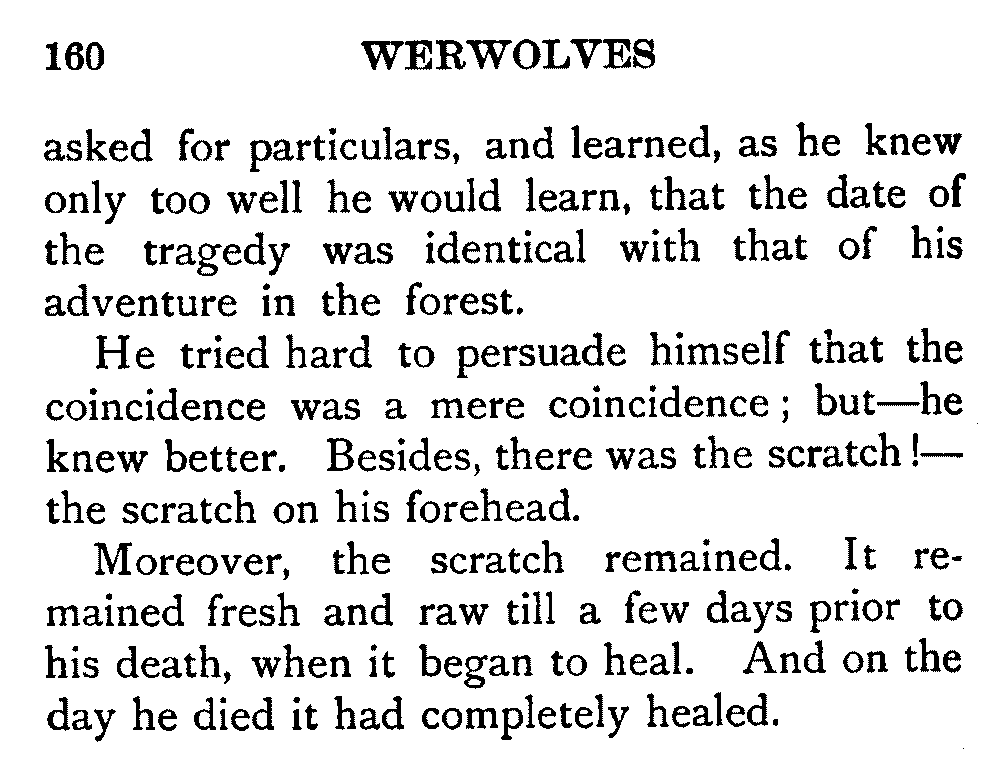 160 WERWOLVES
asked for particulars, and learned, as he knew
only too well he would learn, that the date of
the tragedy was identical with that of his
adventure in the forest.
He tried hard to persuade himself that the
coincidence was a mere coincidence; but—he
knew better. Besides, there was the scratch!—
the scratch on his forehead.
Moreover, the scratch remained. It re-
mained fresh and raw till a few days prior to
his death, when it began to heal. And on the
day he died it had completely healed.